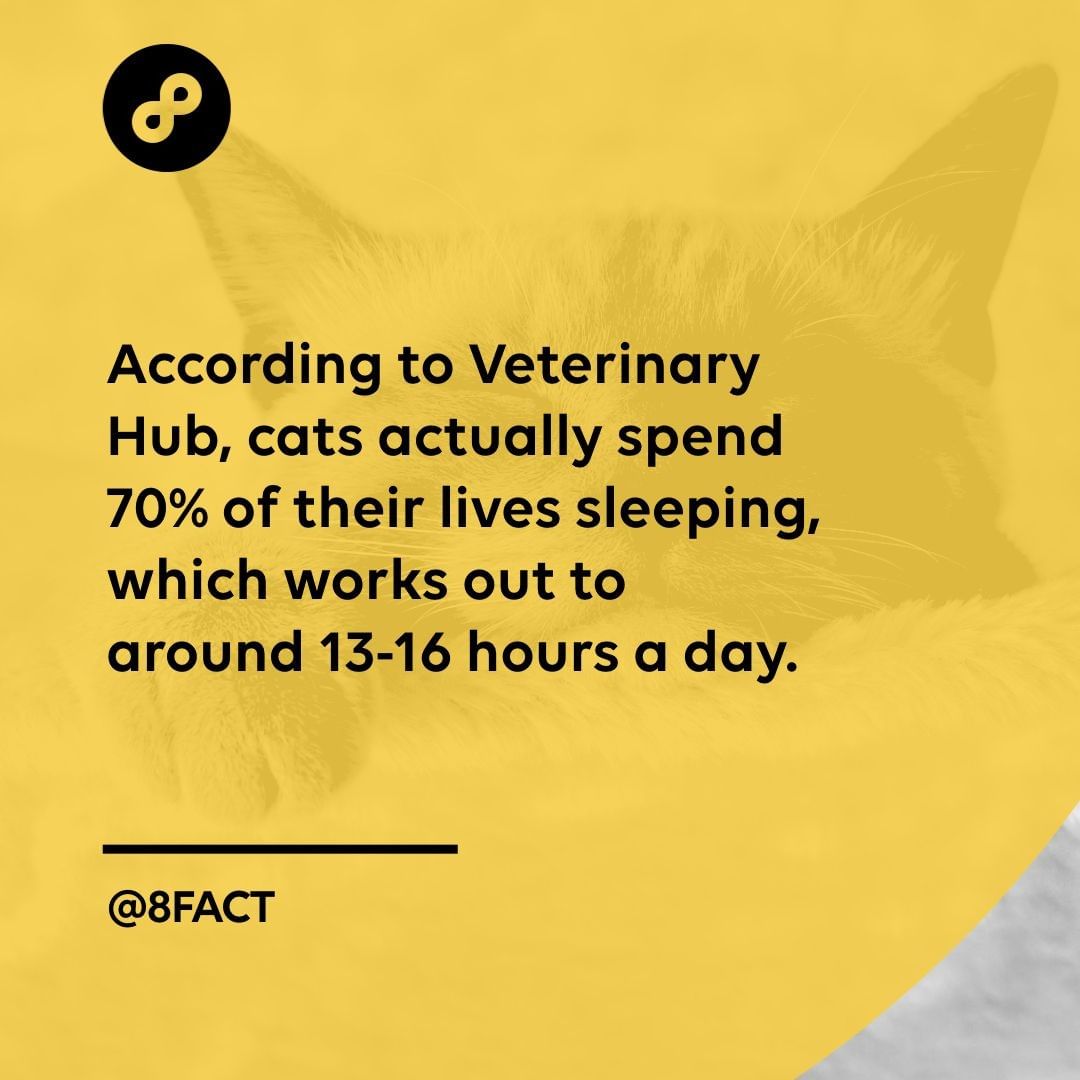 According to Veterinary
Hub, cats actually spend
70% of their lives sleeping,
which works out to
around 13-16 hours a day.
@8FACT